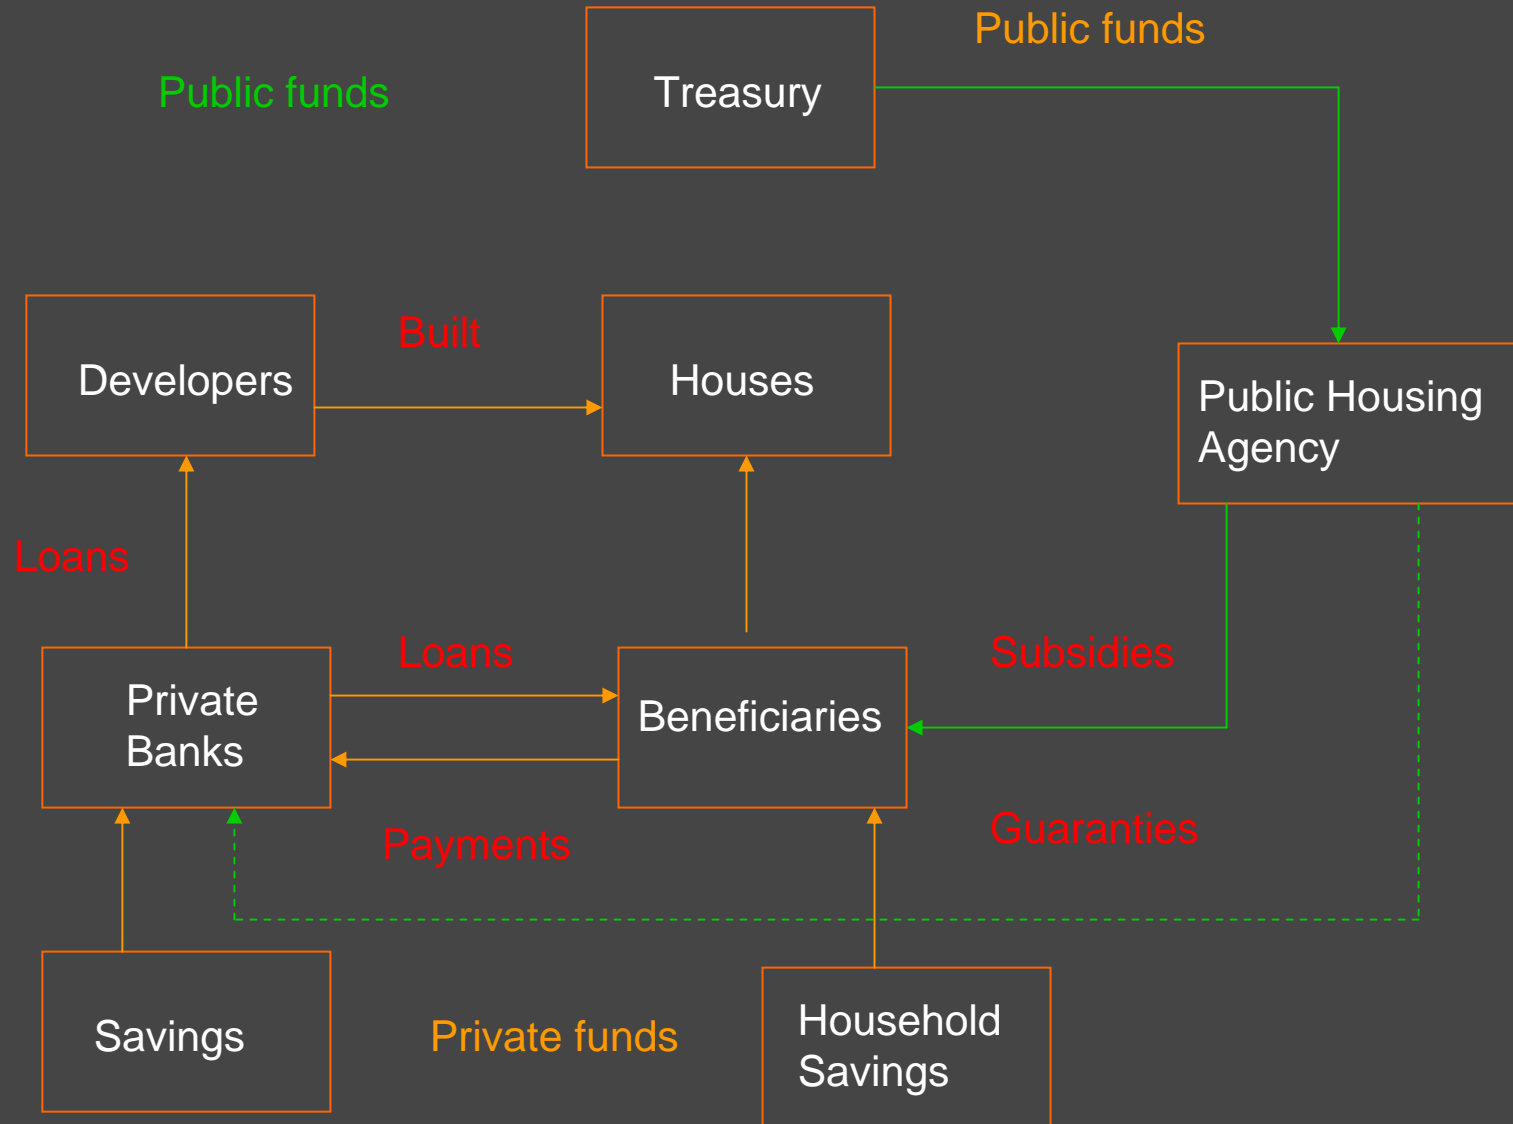 Public funds
Public funds
Treasury
Built
Developers
Houses
Public Housing
Agency
Loans
Loans
Subsidies
Private
Banks
Beneficiaries
Payments
Guaranties
Savings
Private funds
Household
Savings